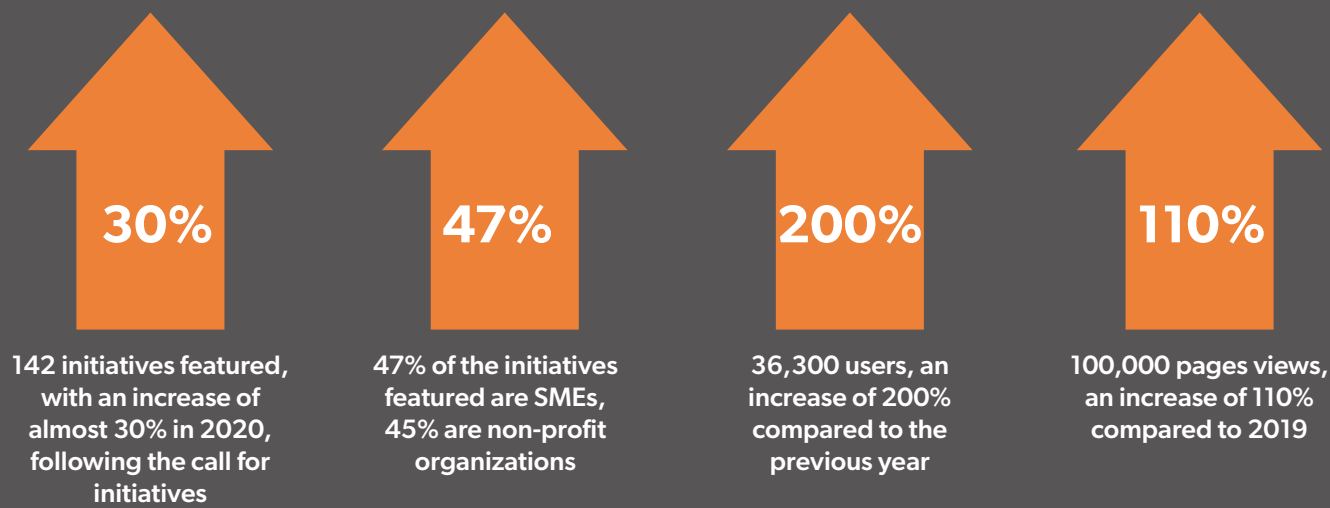 30%
142 initiatives featured,
with an increase of
almost 30% in 2020,
following the call for
initiatives
47%
47% of the initiatives
featured are SMEs,
45% are non-profit
organizations
200%
36,300 users, an
increase of 200%
compared to the
previous year
110%
100,000 pages views,
an increase of 110%
compared to 2019